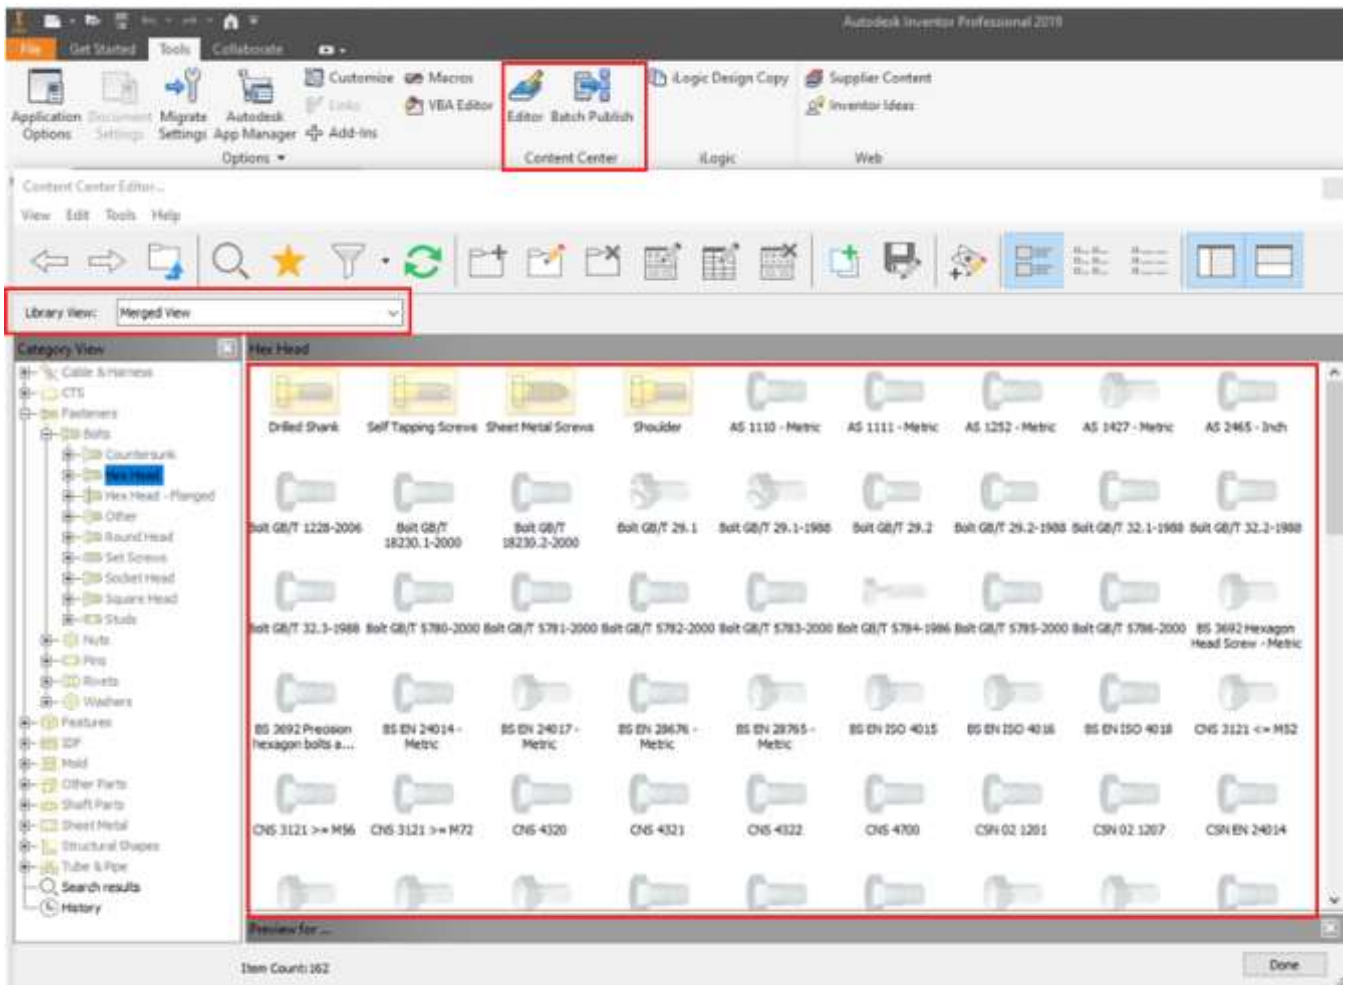 Autodesk Inventor Professional 2019
File Get Started Tools Collaborate
Application Options
Document Settings
Migrate Settings
Autodesk App Manager
Customize
Links
Add-Ins
Macros
VBA Editor
Editor
Batch Publish
iLogic Design Copy
Supplier Content
Inventor Ideas
Options
Content Center
iLogic
Web
Content Center Editor...
View Edit Tools Help
Library View: Merged View
Category View
Cable & Harness
CTS
Fasteners
Bolts
Countersunk
Hex Head
Hex Head - Flanged
Other
Round Head
Set Screws
Socket Head
Square Head
Studs
Nuts
Pins
Rivets
Washers
Features
IDF
Mold
Other Parts
Shaft Parts
Sheet Metal
Structural Shapes
Tube & Pipe
Search results
History
Hex Head
Drilled Shank
Self Tapping Screws
Sheet Metal Screws
Shoulder
AS 1110 - Metric
AS 1111 - Metric
AS 1252 - Metric
AS 1427 - Metric
AS 2465 - Inch
Bolt GB/T 1228-2006
Bolt GB/T
18230.1-2000
Bolt GB/T
18230.2-2000
Bolt GB/T 29.1
Bolt GB/T 29.1-1988
Bolt GB/T 29.2
Bolt GB/T 29.2-1988
Bolt GB/T 32.1-1988
Bolt GB/T 32.2-1988
Bolt GB/T 32.3-1988
Bolt GB/T 5780-2000
Bolt GB/T 5781-2000
Bolt GB/T 5782-2000
Bolt GB/T 5783-2000
Bolt GB/T 5784-1986
Bolt GB/T 5785-2000
Bolt GB/T 5786-2000
BS 3692 Hexagon
Head Screw - Metric
BS 3692 Precision
hexagon bolts a...
BS EN 24014 -
Metric
BS EN 24017 -
Metric
BS EN 28676 -
Metric
BS EN 28765 -
Metric
BS EN ISO 4015
BS EN ISO 4016
BS EN ISO 4018
CNS 3121 <= M52
CNS 3121 >= M56
CNS 3121 >= M72
CNS 4320
CNS 4321
CNS 4322
CNS 4700
CSN 02 1201
CSN 02 1207
CSN EN 24014
Preview for ...
Item Count: 162
Done